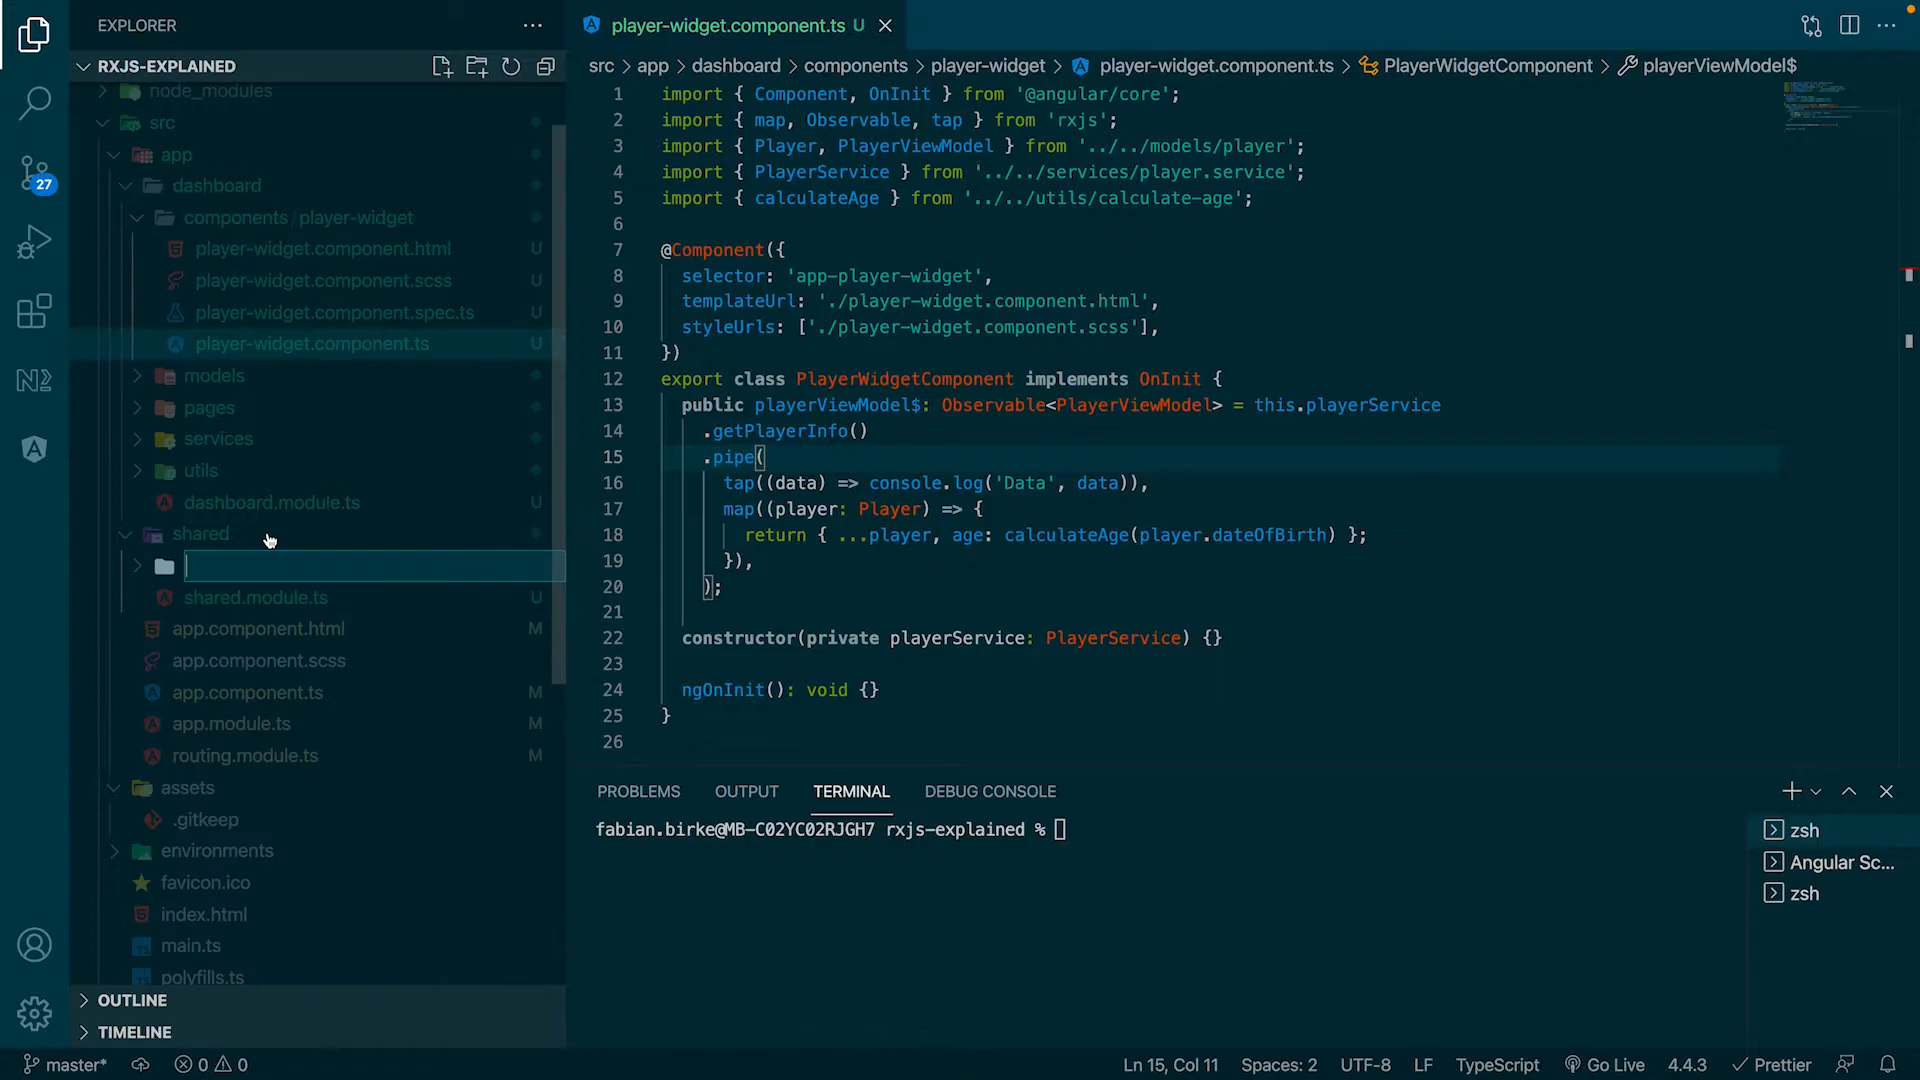 EXPLORER
player-widget.component.ts U
RXJS-EXPLAINED
src > app > dashboard > components > player-widget > player-widget.component.ts > PlayerWidgetComponent > playerViewModel$
node_modules
src
app
dashboard
components / player-widget
player-widget.component.html U
player-widget.component.scss U
player-widget.component.spec.ts U
player-widget.component.ts U
models
pages
services
utils
dashboard.module.ts U
shared
shared.module.ts U
app.component.html M
app.component.scss
app.component.ts M
app.module.ts M
routing.module.ts M
assets
.gitkeep
environments
favicon.ico
index.html
main.ts
polyfills.ts
OUTLINE
TIMELINE
27
1 import { Component, OnInit } from '@angular/core';
2 import { map, Observable, tap } from 'rxjs';
3 import { Player, PlayerViewModel } from '../../models/player';
4 import { PlayerService } from '../../services/player.service';
5 import { calculateAge } from '../../utils/calculate-age';
6
7 @Component({
8 selector: 'app-player-widget',
9 templateUrl: './player-widget.component.html',
10 styleUrls: ['./player-widget.component.scss'],
11 })
12 export class PlayerWidgetComponent implements OnInit {
13 public playerViewModel$: Observable<PlayerViewModel> = this.playerService
14 .getPlayerInfo()
15 .pipe(
16 tap((data) => console.log('Data', data)),
17 map((player: Player) => {
18 return { ...player, age: calculateAge(player.dateOfBirth) };
19 }),
20 );
21
22 constructor(private playerService: PlayerService) {}
23
24 ngOnInit(): void {}
25 }
26
PROBLEMS OUTPUT TERMINAL DEBUG CONSOLE
fabian.birke@MB-C02YC02RJGH7 rxjs-explained %
zsh
Angular Sc...
zsh
master* 0 0 Ln 15, Col 11 Spaces: 2 UTF-8 LF TypeScript Go Live 4.4.3 Prettier